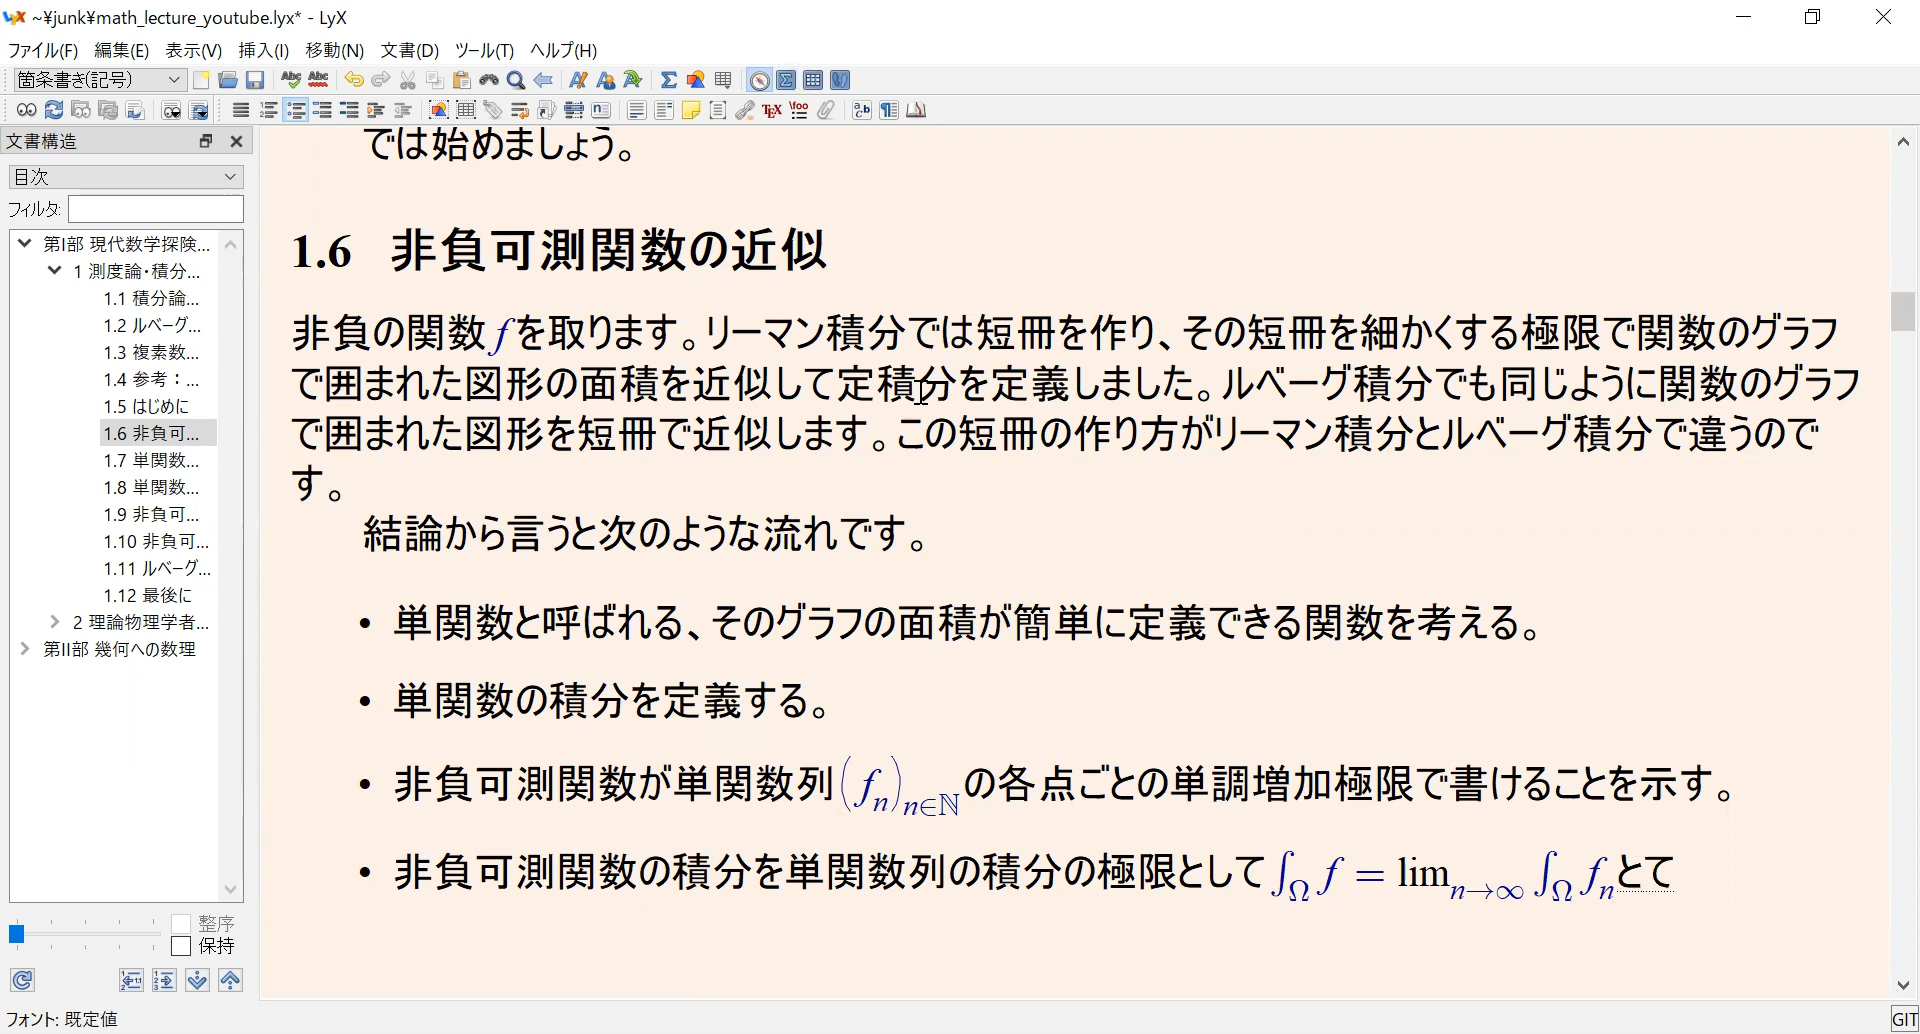 ~¥junk¥math_lecture_youtube.lyx* - LyX
ファイル(F) 編集(E) 表示(V) 挿入(I) 移動(N) 文書(D) ツール(T) ヘルプ(H)
箇条書き(記号)
文書構造
目次
フィルタ:
第I部 現代数学探険...
1 測度論・積分...
1.1 積分論...
1.2 ルベーグ...
1.3 複素数...
1.4 参考：...
1.5 はじめに
1.6 非負可...
1.7 単関数...
1.8 単関数...
1.9 非負可...
1.10 非負可...
1.11 ルベーグ...
1.12 最後に
2 理論物理学者...
第II部 幾何への数理
整序
保持
では始めましょう。
1.6 非負可測関数の近似
非負の関数 f を取ります。リーマン積分では短冊を作り、その短冊を細かくする極限で関数のグラフ
で囲まれた図形の面積を近似して定積分を定義しました。ルベーグ積分でも同じように関数のグラフ
で囲まれた図形を短冊で近似します。この短冊の作り方がリーマン積分とルベーグ積分で違うので
す。
結論から言うと次のような流れです。
• 単関数と呼ばれる、そのグラフの面積が簡単に定義できる関数を考える。
• 単関数の積分を定義する。
• 非負可測関数が単関数列(f_n)_{n∈ℕ}の各点ごとの単調増加極限で書けることを示す。
• 非負可測関数の積分を単関数列の積分の極限として∫_Ω f = lim_{n→∞} ∫_Ω f_nとて
フォント: 既定値
GIT